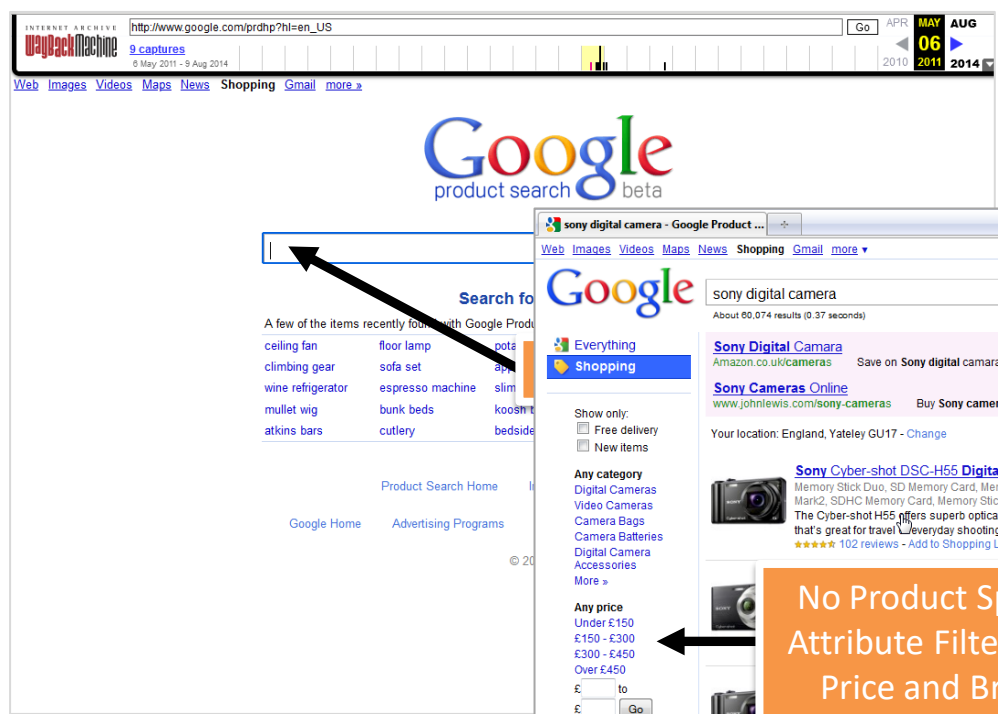 INTERNET ARCHIVE
WayBackMachine
http://www.google.com/prdhp?hl=en_US
Go
APR MAY AUG
9 captures
06
6 May 2011 - 9 Aug 2014
2010 2011 2014
Web Images Videos Maps News Shopping Gmail more »
Google
product search beta
Search fo
A few of the items recently found with Google Produ
ceiling fan floor lamp pota
climbing gear sofa set app
wine refrigerator espresso machine slim
mullet wig bunk beds koosh b
atkins bars cutlery bedside
Product Search Home In
Google Home Advertising Programs
© 20
sony digital camera - Google Product ...
Web Images Videos Maps News Shopping Gmail more ▾
Google
sony digital camera
About 60,074 results (0.37 seconds)
Everything
Shopping
Sony Digital Camara
Amazon.co.uk/cameras Save on Sony digital camara
Sony Cameras Online
www.johnlewis.com/sony-cameras Buy Sony camer
Show only:
Free delivery
New items
Your location: England, Yateley GU17 - Change
Any category
Digital Cameras
Video Cameras
Camera Bags
Camera Batteries
Digital Camera
Accessories
More »
Sony Cyber-shot DSC-H55 Digita
Memory Stick Duo, SD Memory Card, Mem
Mark2, SDHC Memory Card, Memory Stic
The Cyber-shot H55 offers superb optica
that's great for travel everyday shooting
102 reviews - Add to Shopping L
Any price
Under £150
£150 - £300
£300 - £450
Over £450
£ to
£ Go
No Product Sp
Attribute Filte
Price and Br